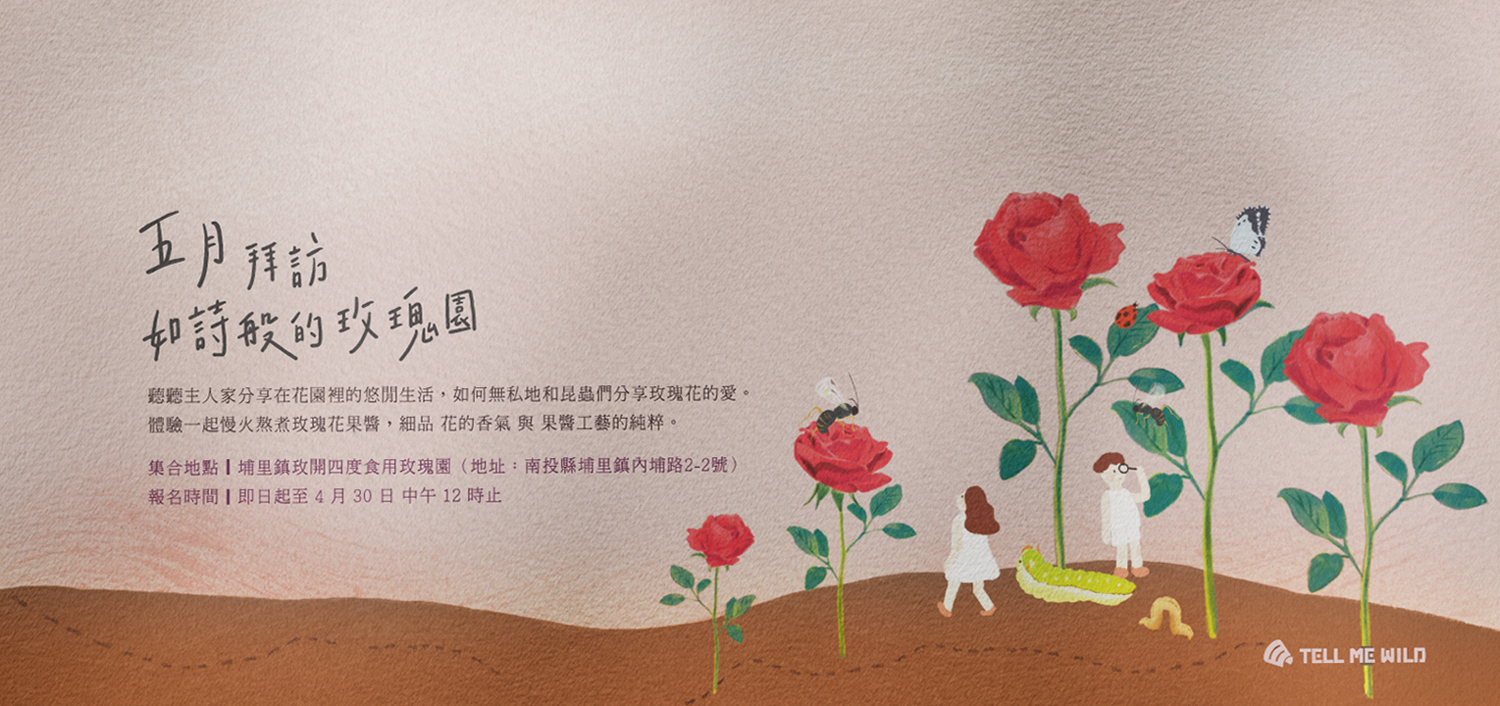 五月拜訪
如詩般的玫瑰園
聽聽主人家分享在花園裡的悠閒生活，如何無私地和昆蟲們分享玫瑰花的愛。
體驗一起慢火熬煮玫瑰花果醬，細品 花的香氣 與 果醬工藝的純粹。
集合地點┃埔里鎮玫開四度食用玫瑰園（地址：南投縣埔里鎮內埔路2-2號）
報名時間┃即日起至 4 月 30 日 中午 12 時止
TELL ME WILD